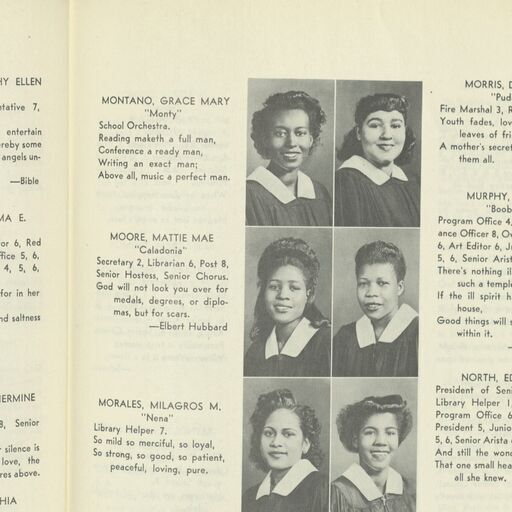 HY ELLEN
ntative 7,
entertain
ereby some
angels un-
—Bible
MA E.
tor 6, Red
ffice 5, 6,
4, 5, 6,
for in her
nd saltness
HERMINE
8, Senior
silence is
love, the
res above.
HIA
MONTANO, GRACE MARY
"Monty"
School Orchestra.
Reading maketh a full man,
Conference a ready man,
Writing an exact man;
Above all, music a perfect man.
MOORE, MATTIE MAE
"Caladonia"
Secretary 2, Librarian 6, Post 8,
Senior Hostess, Senior Chorus.
God will not look you over for
medals, degrees, or diplo-
mas, but for scars.
—Elbert Hubbard
MORALES, MILAGROS M.
"Nena"
Library Helper 7.
So mild so merciful, so loyal,
So strong, so good, so patient,
peaceful, loving, pure.
MORRIS, D
"Pud
Fire Marshal 3, R
Youth fades, lov
leaves of fri
A mother's secret
them all.
MURPHY,
"Boob
Program Office 4,
ance Officer 8, Ov
6, Art Editor 6, Ju
5, 6, Senior Arist
There's nothing ill
such a temple
If the ill spirit h
house,
Good things will s
within it.
NORTH, ED
President of Seni
Library Helper 1,
Program Office 6
President 5, Junio
5, 6, Senior Arista
And still the wond
That one small hea
all she knew.